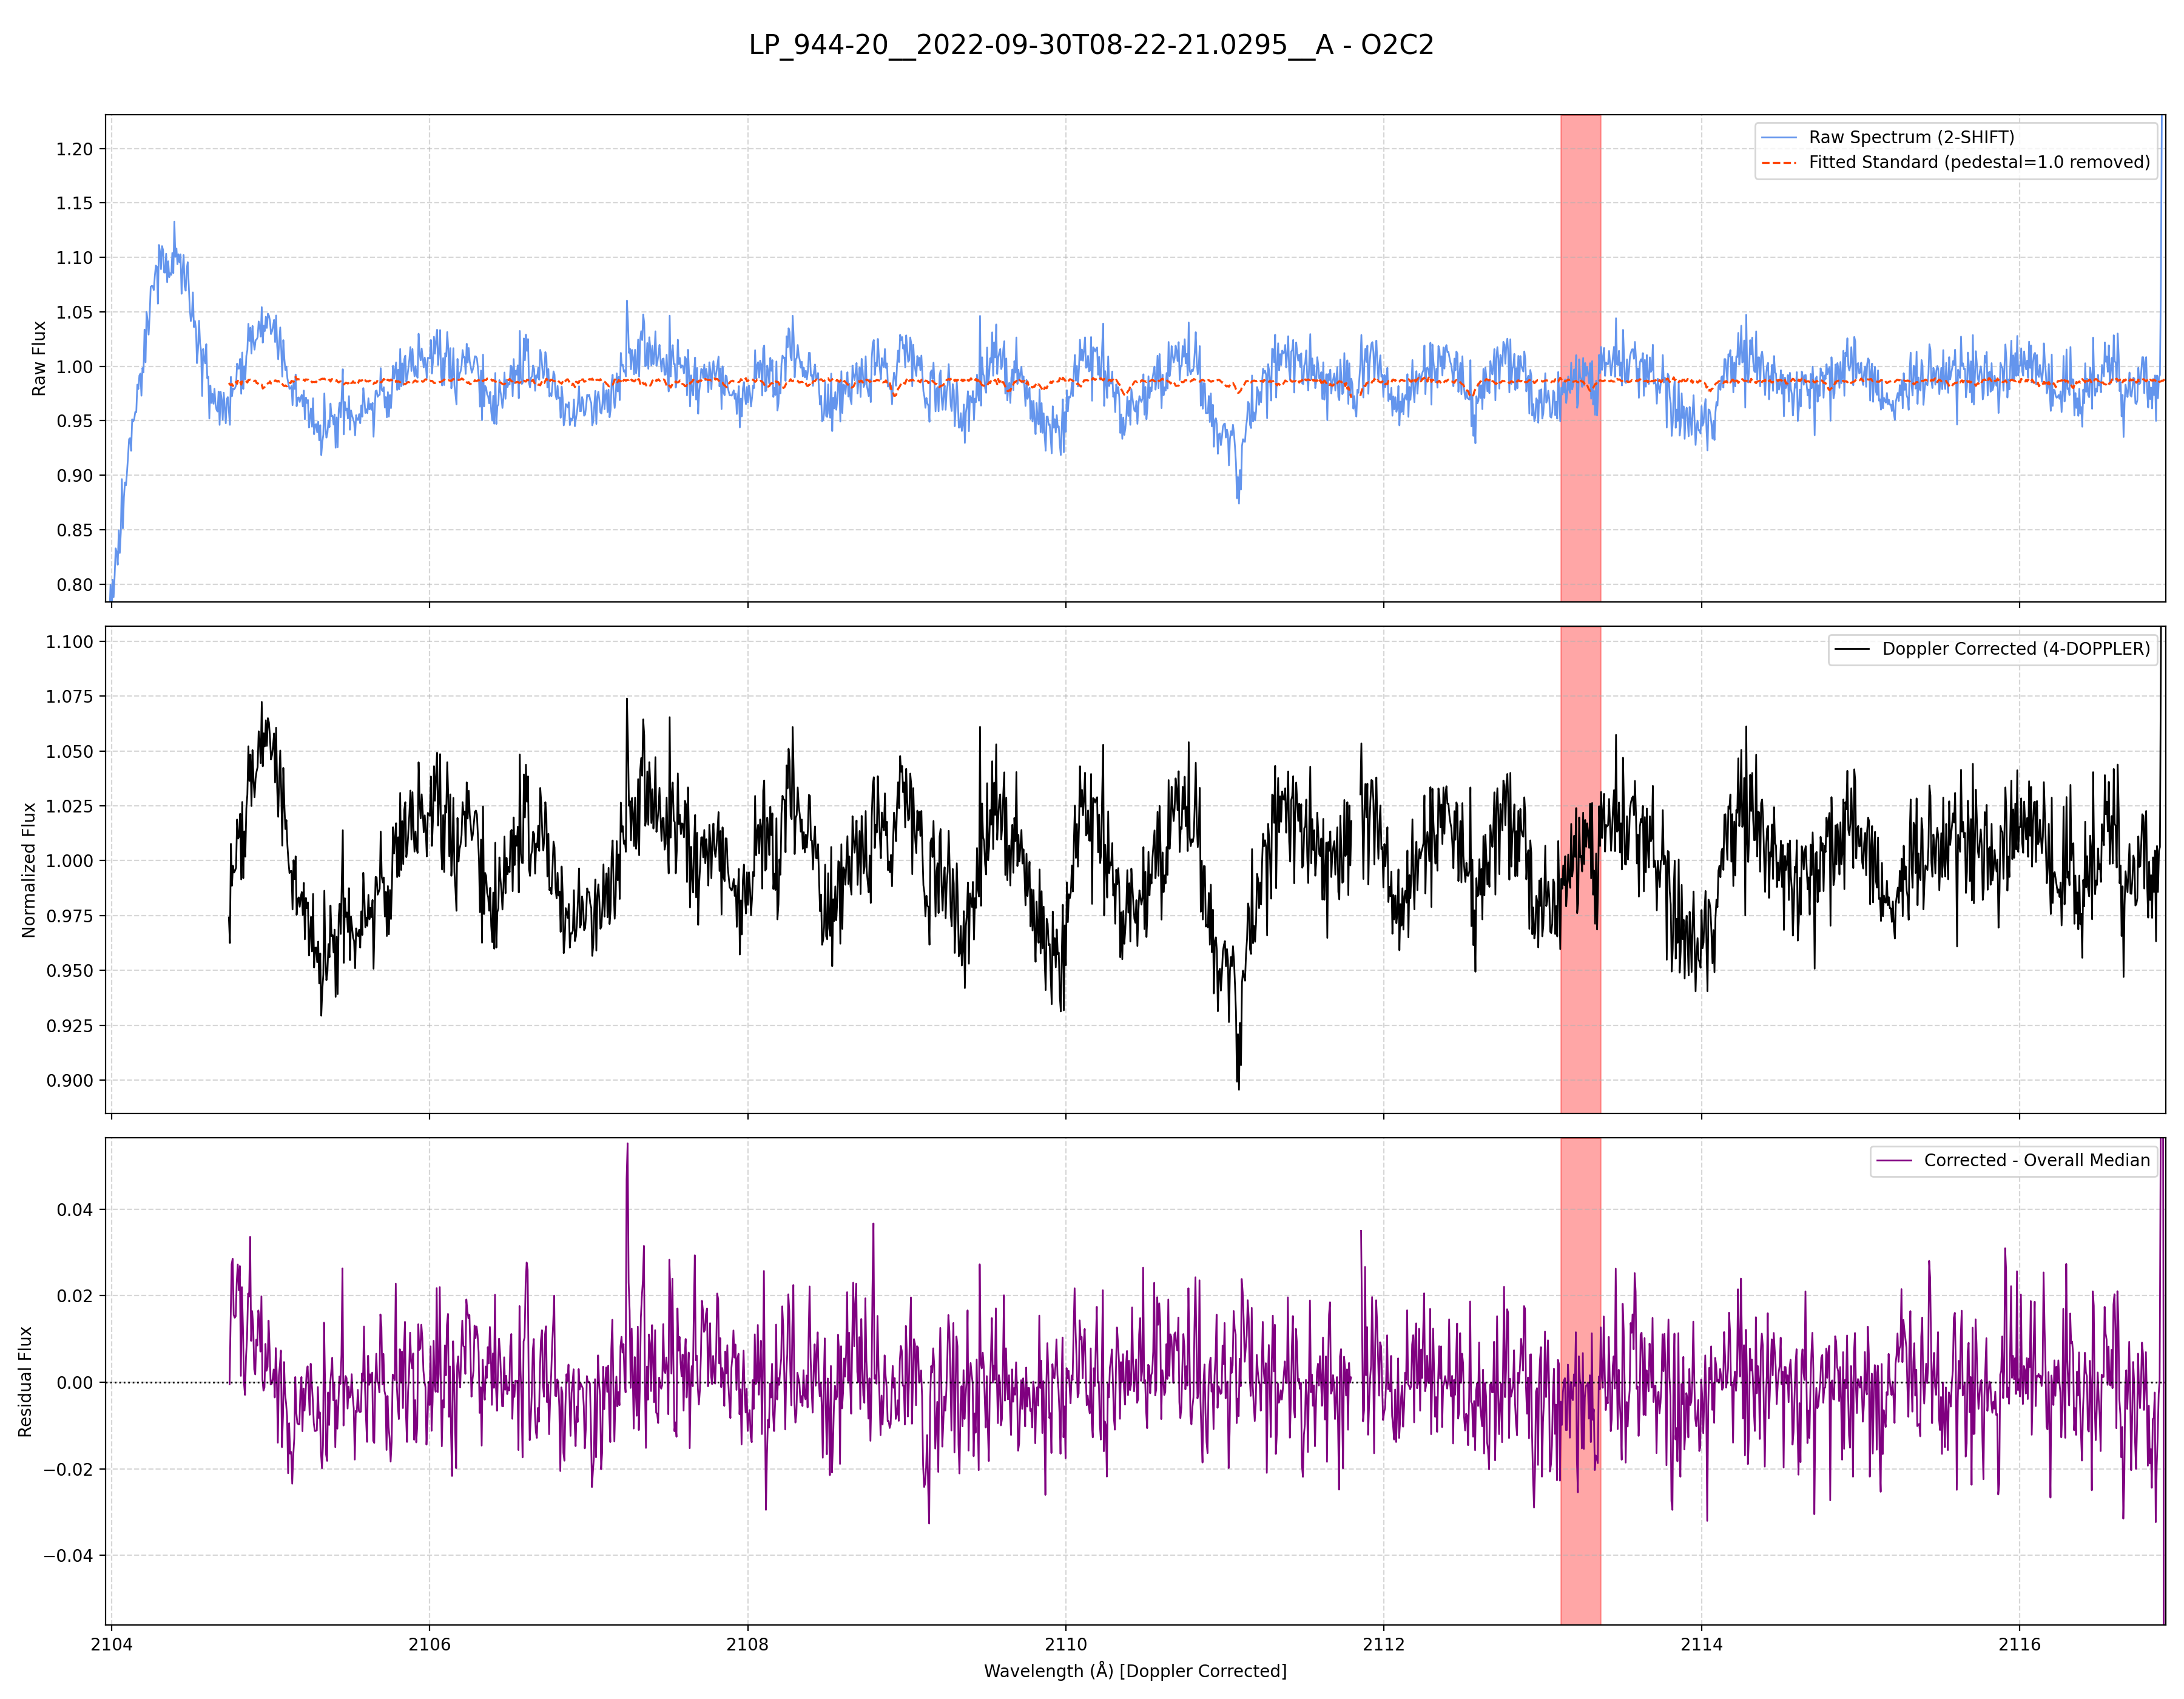 LP_944-20__2022-09-30T08-22-21.0295__A - O2C2
Raw Flux
1.20
1.15
1.10
1.05
1.00
0.95
0.90
0.85
0.80
Raw Spectrum (2-SHIFT)
Fitted Standard (pedestal=1.0 removed)
Normalized Flux
1.100
1.075
1.050
1.025
1.000
0.975
0.950
0.925
0.900
Doppler Corrected (4-DOPPLER)
Residual Flux
0.04
0.02
0.00
−0.02
−0.04
Corrected - Overall Median
2104 2106 2108 2110 2112 2114 2116
Wavelength (Å) [Doppler Corrected]